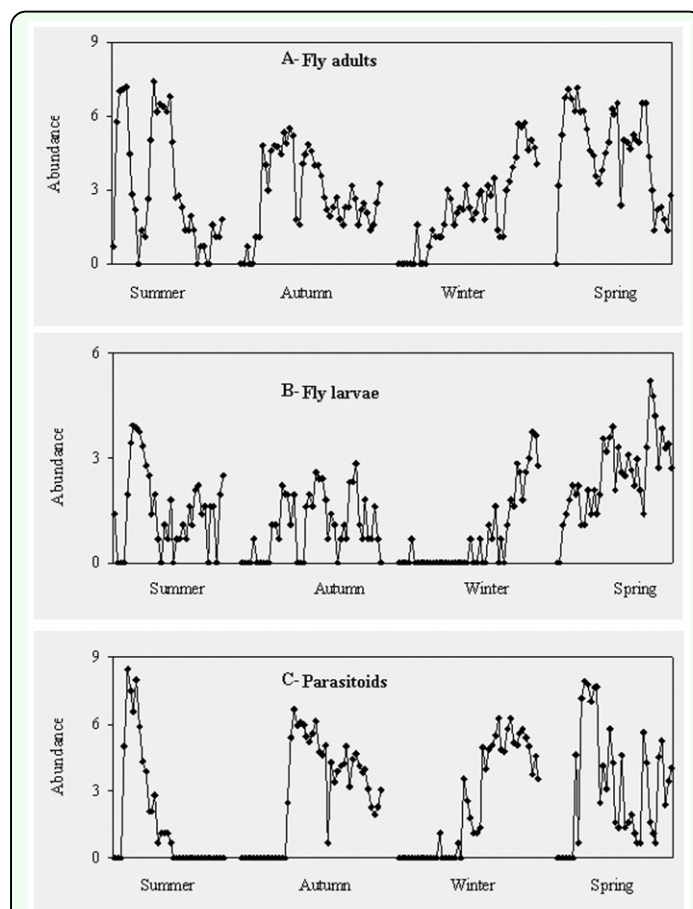 A- Fly adults
9
6
3
0
Abundance
Summer Autumn Winter Spring
B- Fly larvae
6
3
0
Abundance
Summer Autumn Winter Spring
C- Parasitoids
9
6
3
0
Abundance
Summer Autumn Winter Spring